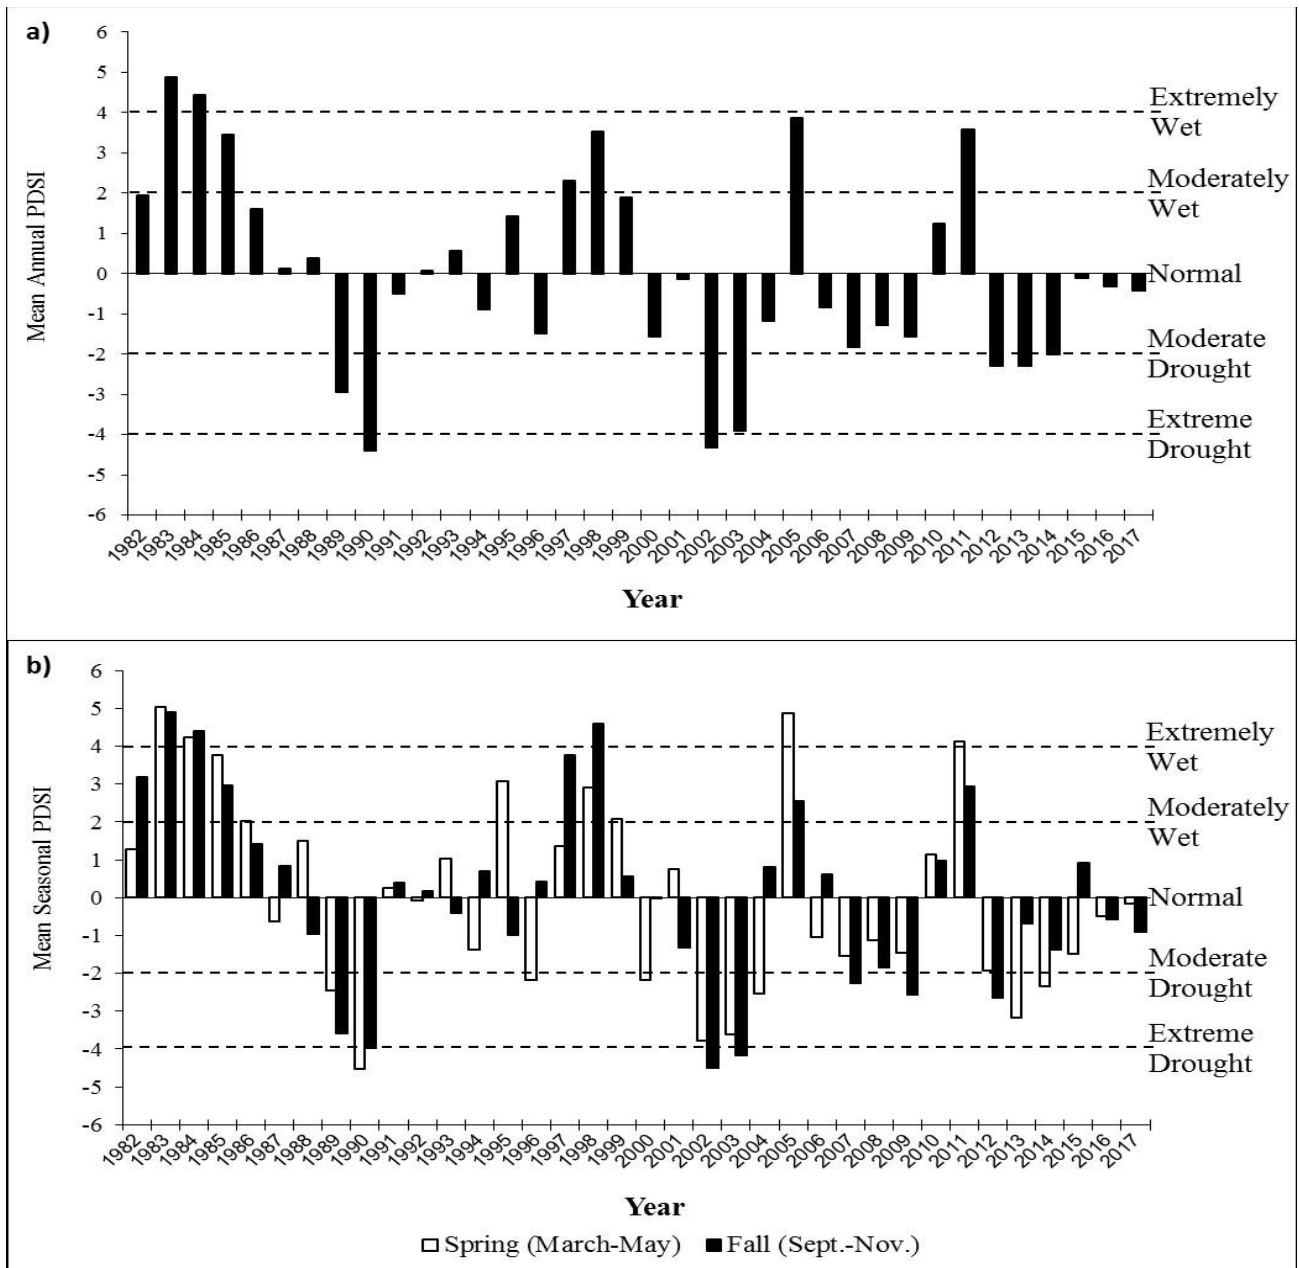 a)
6
5
4
3
2
1
0
-1
-2
-3
-4
-5
-6
Mean Annual PDSI
Extremely
Wet
Moderately
Wet
Normal
Moderate
Drought
Extreme
Drought
1982 1983 1984 1985 1986 1987 1988 1989 1990 1991 1992 1993 1994 1995 1996 1997 1998 1999 2000 2001 2002 2003 2004 2005 2006 2007 2008 2009 2010 2011 2012 2013 2014 2015 2016 2017
Year
b)
6
5
4
3
2
1
0
-1
-2
-3
-4
-5
-6
Mean Seasonal PDSI
Extremely
Wet
Moderately
Wet
Normal
Moderate
Drought
Extreme
Drought
1982 1983 1984 1985 1986 1987 1988 1989 1990 1991 1992 1993 1994 1995 1996 1997 1998 1999 2000 2001 2002 2003 2004 2005 2006 2007 2008 2009 2010 2011 2012 2013 2014 2015 2016 2017
Year
Spring (March-May) Fall (Sept.-Nov.)